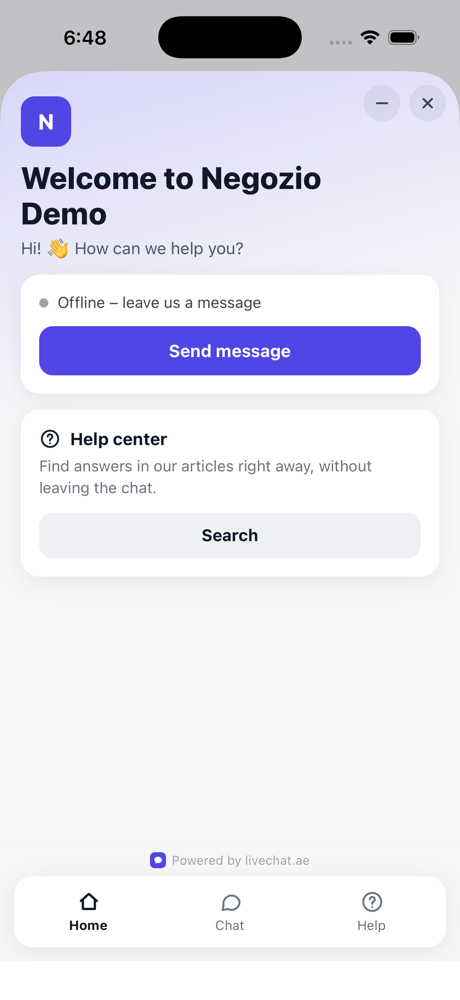 6:48
N
Welcome to Negozio
Demo
Hi! 👋 How can we help you?
Offline – leave us a message
Send message
Help center
Find answers in our articles right away, without
leaving the chat.
Search
Powered by livechat.ae
Home
Chat
Help